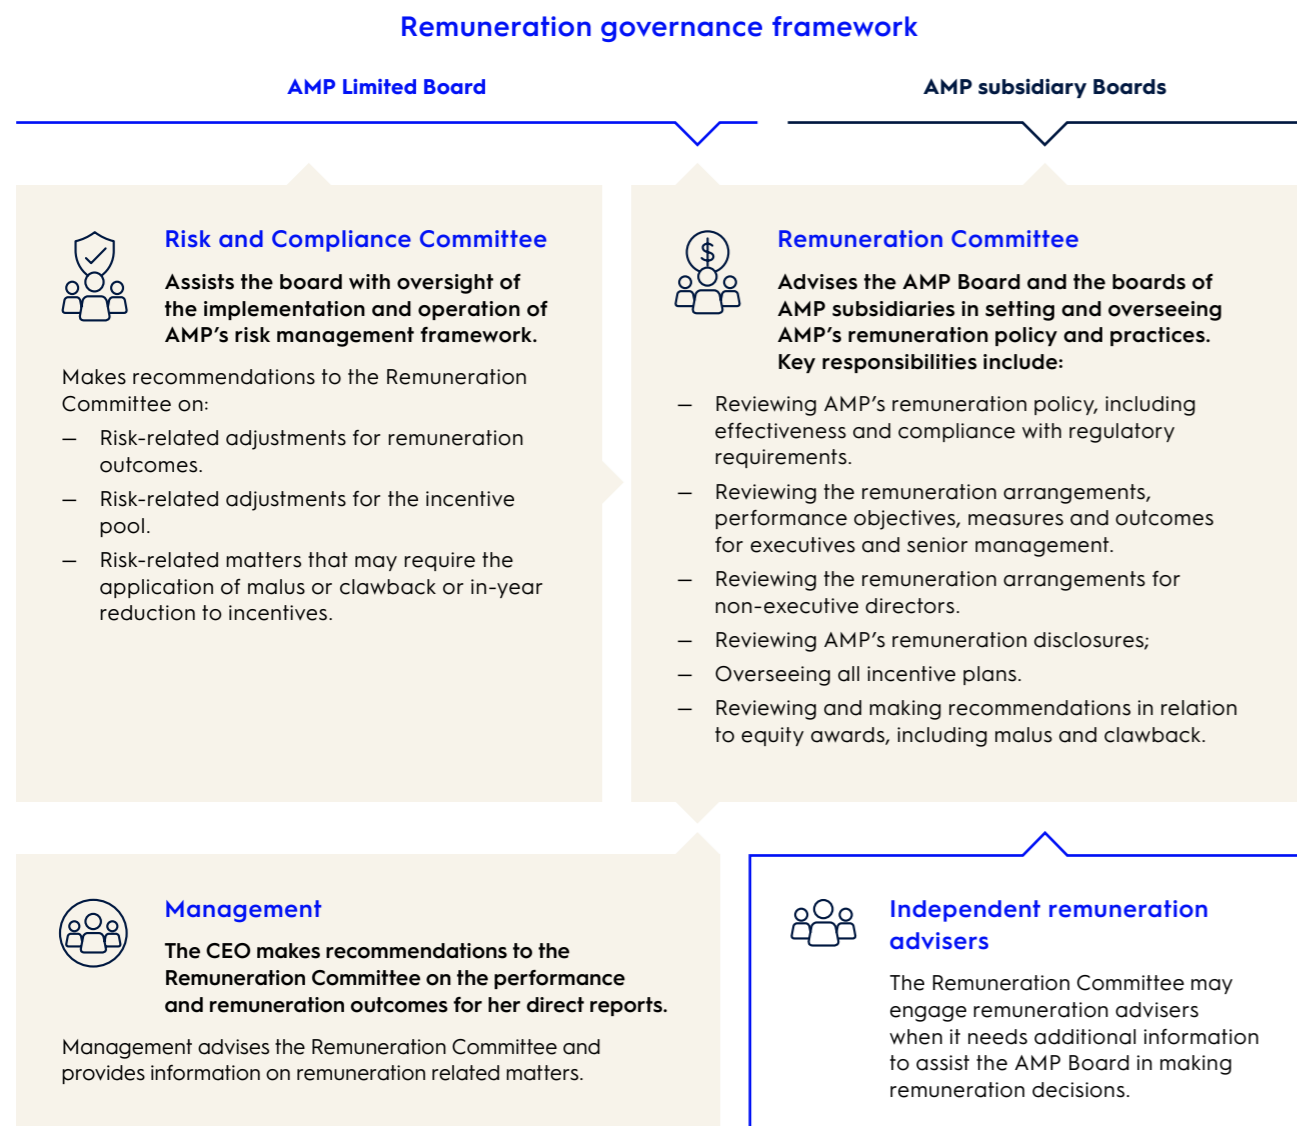 Remuneration governance framework
AMP Limited Board
AMP subsidiary Boards
Risk and Compliance Committee
Assists the board with oversight of
the implementation and operation of
AMP’s risk management framework.
Makes recommendations to the Remuneration
Committee on:
— Risk-related adjustments for remuneration
outcomes.
— Risk-related adjustments for the incentive
pool.
— Risk-related matters that may require the
application of malus or clawback or in-year
reduction to incentives.
$
Remuneration Committee
Advises the AMP Board and the boards of
AMP subsidiaries in setting and overseeing
AMP’s remuneration policy and practices.
Key responsibilities include:
— Reviewing AMP’s remuneration policy, including
effectiveness and compliance with regulatory
requirements.
— Reviewing the remuneration arrangements,
performance objectives, measures and outcomes
for executives and senior management.
— Reviewing the remuneration arrangements for
non-executive directors.
— Reviewing AMP’s remuneration disclosures;
— Overseeing all incentive plans.
— Reviewing and making recommendations in relation
to equity awards, including malus and clawback.
Management
The CEO makes recommendations to the
Remuneration Committee on the performance
and remuneration outcomes for her direct reports.
Management advises the Remuneration Committee and
provides information on remuneration related matters.
Independent remuneration
advisers
The Remuneration Committee may
engage remuneration advisers
when it needs additional information
to assist the AMP Board in making
remuneration decisions.